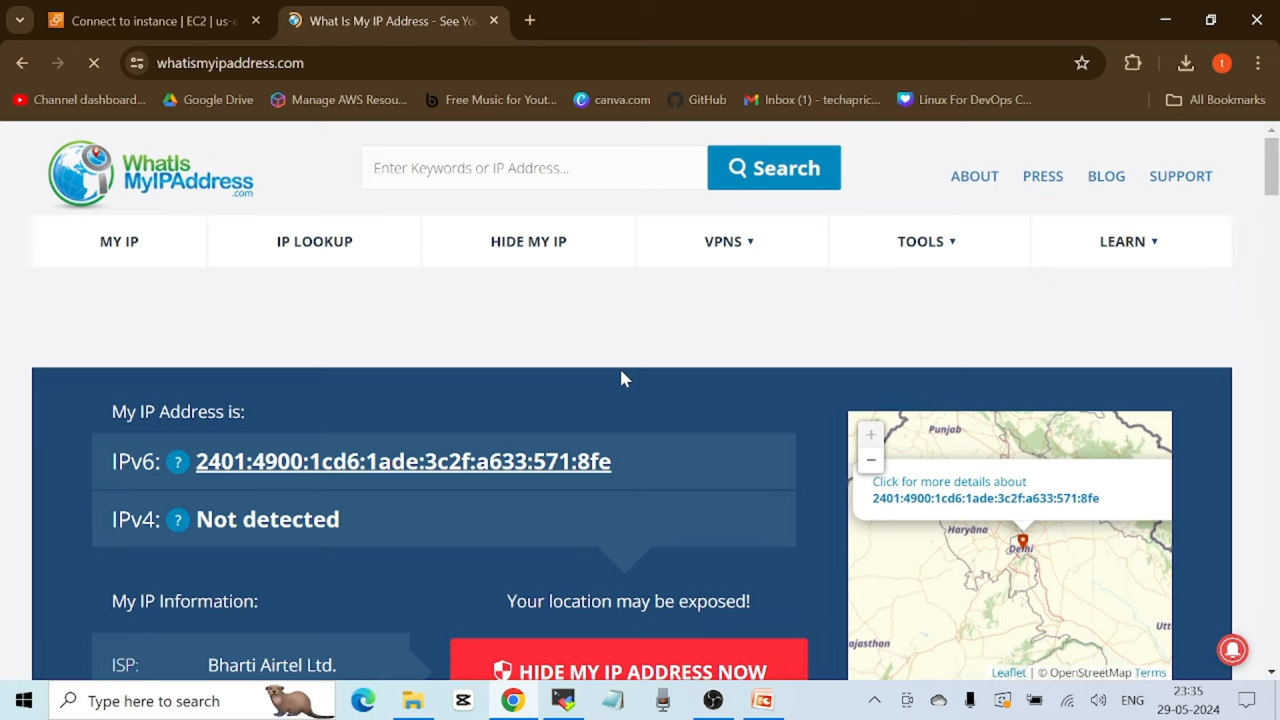 Connect to instance | EC2 | us-e
What Is My IP Address - See Yo
whatismyipaddress.com
t
Channel dashboard...
Google Drive
Manage AWS Resou...
Free Music for Yout...
canva.com
GitHub
Inbox (1) - techapric...
Linux For DevOps C...
All Bookmarks
WhatIs
MyIPAddress
.com
Enter Keywords or IP Address...
Search
ABOUT
PRESS
BLOG
SUPPORT
MY IP
IP LOOKUP
HIDE MY IP
VPNS
TOOLS
LEARN
My IP Address is:
IPv6: ? 2401:4900:1cd6:1ade:3c2f:a633:571:8fe
IPv4: ? Not detected
My IP Information:
Your location may be exposed!
ISP: Bharti Airtel Ltd.
HIDE MY IP ADDRESS NOW
Punjab
+
−
Click for more details about
2401:4900:1cd6:1ade:3c2f:a633:571:8fe
Haryāna
Delhi
Utt
ajasthan
Leaflet | © OpenStreetMap Terms
Type here to search
ENG
23:35
29-05-2024